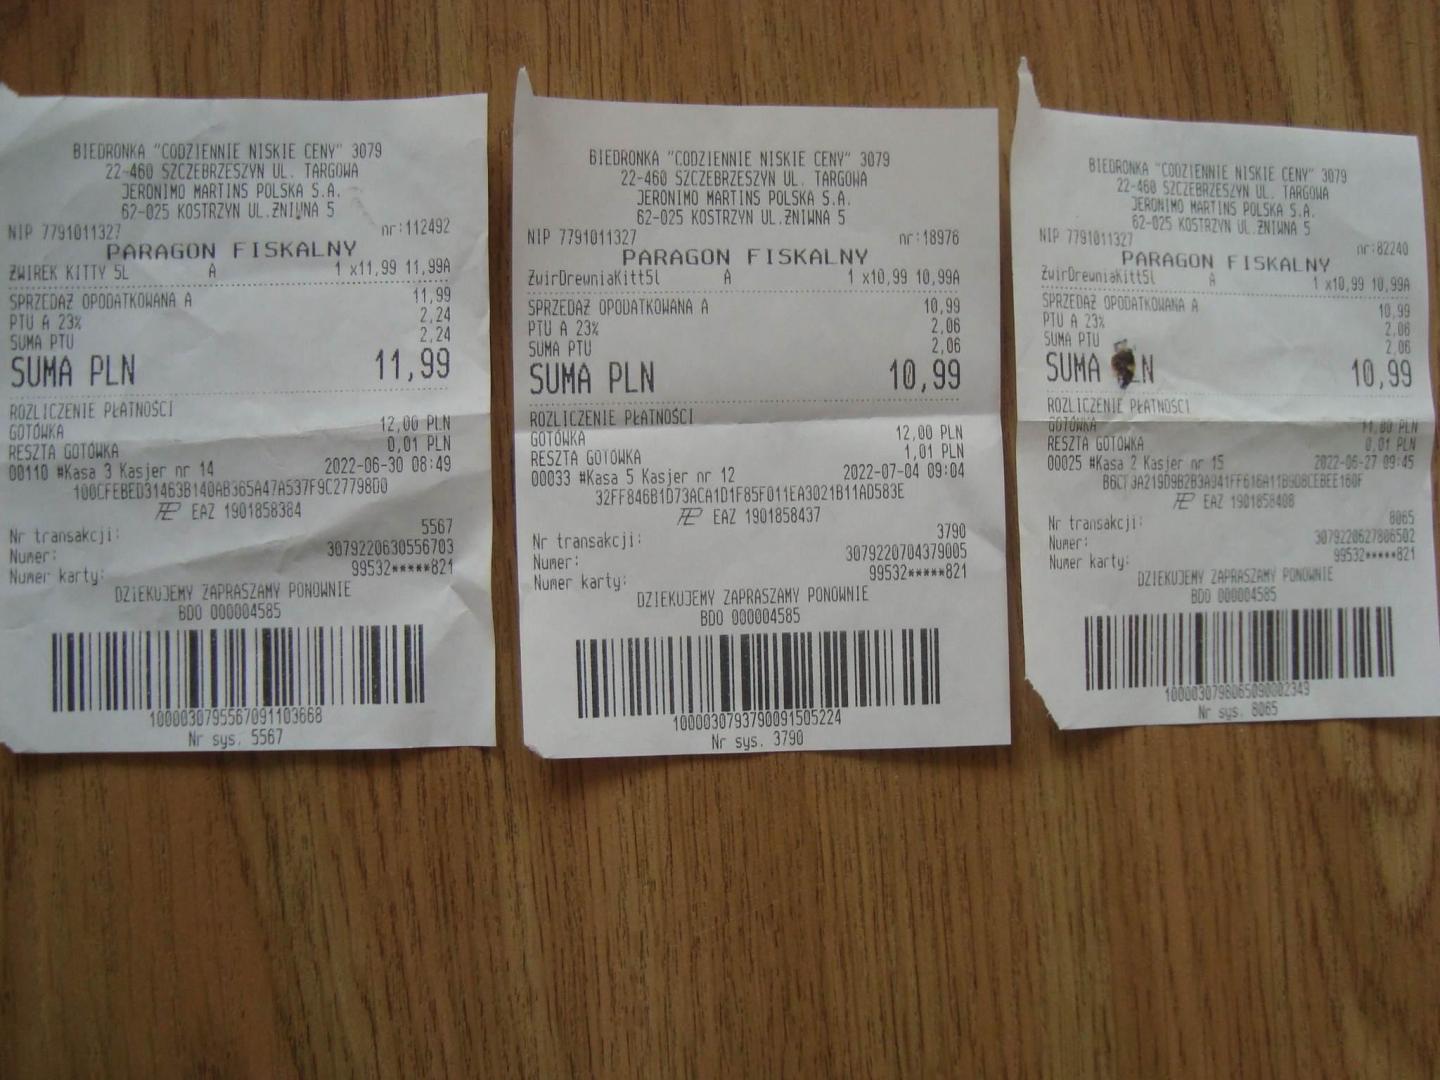 BIEDRONKA "CODZIENNIE NISKIE CENY" 3079
22-460 SZCZEBRZESZYN UL. TARGOWA
JERONIMO MARTINS POLSKA S.A.
62-025 KOSTRZYN UL.ŻNIWNA 5
NIP 7791011327 nr:112492
PARAGON FISKALNY
ŻWIREK KITTY 5L A 1 x11,99 11,99A
SPRZEDAŻ OPODATKOWANA A 11,99
PTU A 23% 2,24
SUMA PTU 2,24
SUMA PLN 11,99
ROZLICZENIE PŁATNOŚCI
GOTÓWKA 12,00 PLN
RESZTA GOTÓWKA 0,01 PLN
00110 #Kasa 3 Kasjer nr 14 2022-06-30 08:49
100CFEBED31463B140AB365A47A537F9C27798D0
EAZ 1901858384
Nr transakcji: 5567
Numer: 3079220630556703
Numer karty: 99532*****821
DZIĘKUJEMY ZAPRASZAMY PONOWNIE
BDO 000004585
1000030795567091103668
Nr sys. 5567
BIEDRONKA "CODZIENNIE NISKIE CENY" 3079
22-460 SZCZEBRZESZYN UL. TARGOWA
JERONIMO MARTINS POLSKA S.A.
62-025 KOSTRZYN UL.ŻNIWNA 5
NIP 7791011327 nr:18976
PARAGON FISKALNY
ŻwirDrewniaKitt5l A 1 x10,99 10,99A
SPRZEDAŻ OPODATKOWANA A 10,99
PTU A 23% 2,06
SUMA PTU 2,06
SUMA PLN 10,99
ROZLICZENIE PŁATNOŚCI
GOTÓWKA 12,00 PLN
RESZTA GOTÓWKA 1,01 PLN
00033 #Kasa 5 Kasjer nr 12 2022-07-04 09:04
32FF846B1D73ACA1D1F85F011EA3021B11AD583E
EAZ 1901858437
Nr transakcji: 3790
Numer: 3079220704379005
Numer karty: 99532*****821
DZIĘKUJEMY ZAPRASZAMY PONOWNIE
BDO 000004585
1000030793790091505224
Nr sys. 3790
BIEDRONKA "CODZIENNIE NISKIE CENY" 3079
22-460 SZCZEBRZESZYN UL. TARGOWA
JERONIMO MARTINS POLSKA S.A.
62-025 KOSTRZYN UL.ŻNIWNA 5
NIP 7791011327 nr:82240
PARAGON FISKALNY
ŻwirDrewniaKitt5l A 1 x10,99 10,99A
SPRZEDAŻ OPODATKOWANA A 10,99
PTU A 23% 2,06
SUMA PTU 2,06
SUMA PLN 10,99
ROZLICZENIE PŁATNOŚCI
GOTÓWKA 11,00 PLN
RESZTA GOTÓWKA 0,01 PLN
00025 #Kasa 2 Kasjer nr 15 2022-06-27 09:45
EAZ 1901858408
Nr transakcji: 8065
Numer: 3079220627806502
Numer karty: 99532*****821
DZIĘKUJEMY ZAPRASZAMY PONOWNIE
BDO 000004585
1000030798065090002349
Nr sys. 8065